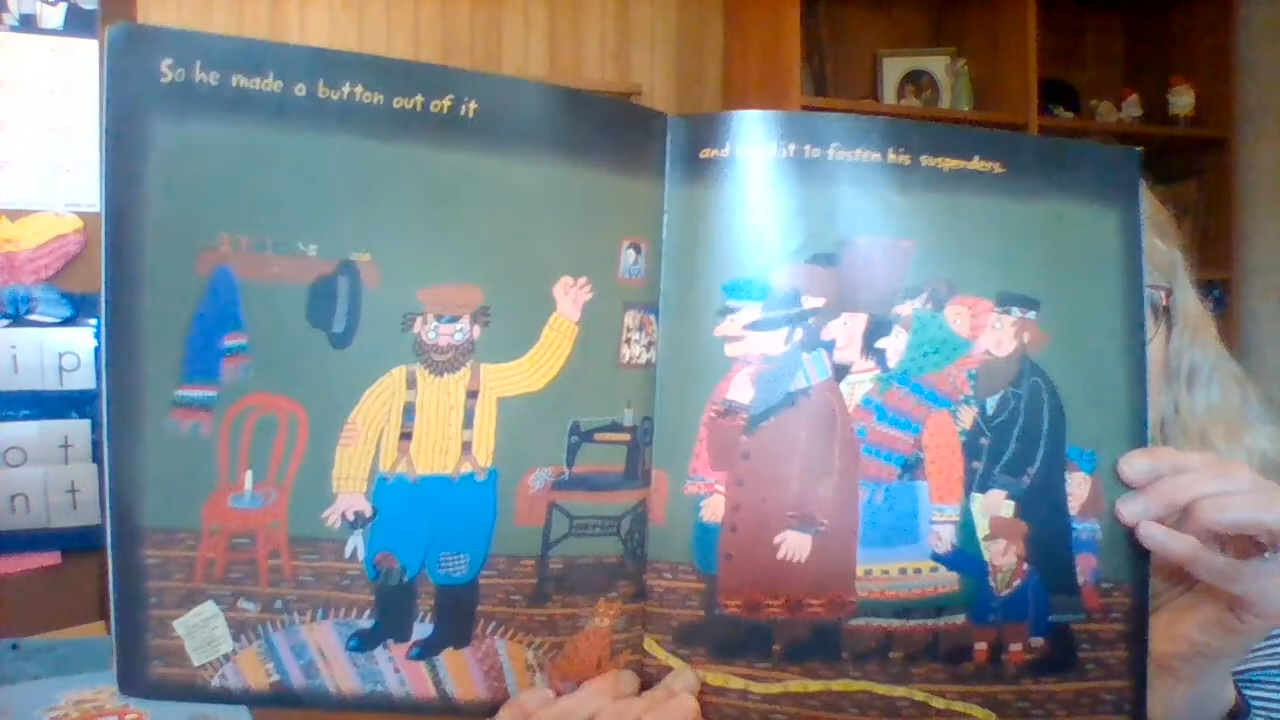 So he made a button out of it
and it to fasten his suspenders.
i p
o t
n t